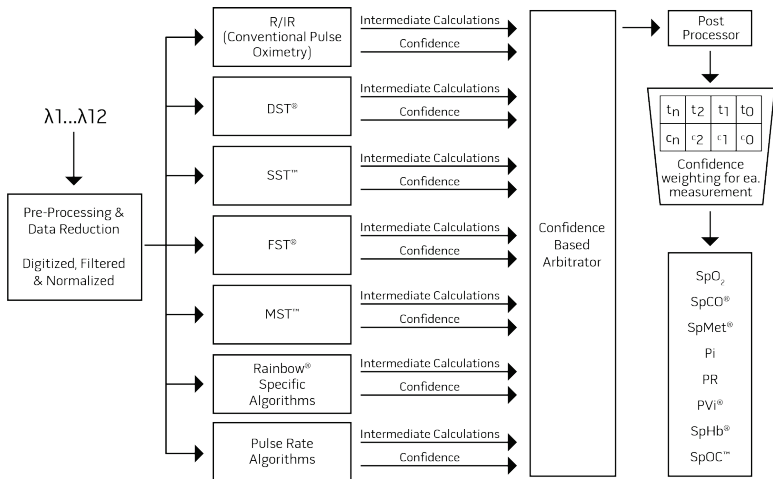 λ1...λ12
Pre-Processing &
Data Reduction
Digitized, Filtered
& Normalized
R/IR
(Conventional Pulse
Oximetry)
Intermediate Calculations
Confidence
DST®
Intermediate Calculations
Confidence
SST™
Intermediate Calculations
Confidence
FST®
Intermediate Calculations
Confidence
MST™
Intermediate Calculations
Confidence
Rainbow®
Specific
Algorithms
Intermediate Calculations
Confidence
Pulse Rate
Algorithms
Intermediate Calculations
Confidence
Confidence
Based
Arbitrator
Post
Processor
tn t2 t1 t0
cn c2 c1 c0
Confidence
weighting for ea.
measurement
SpO₂
SpCO®
SpMet®
Pi
PR
PVi®
SpHb®
SpOC™